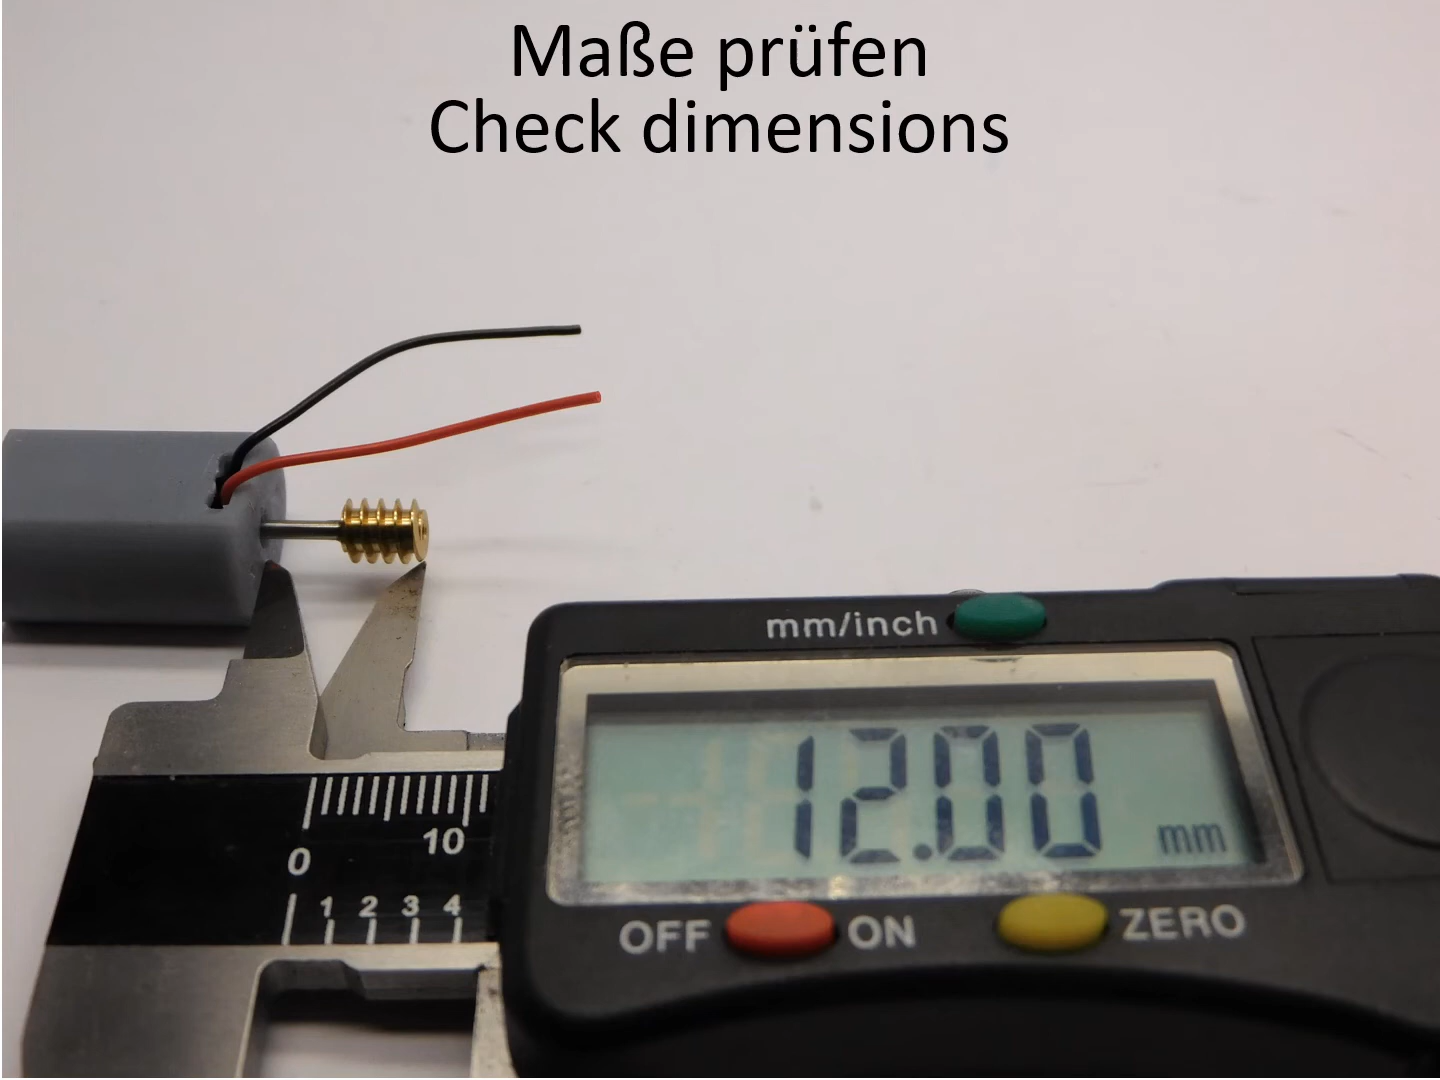 Maße prüfen
Check dimensions
mm/inch
12.00 mm
0 10
1 2 3 4
OFF ON ZERO